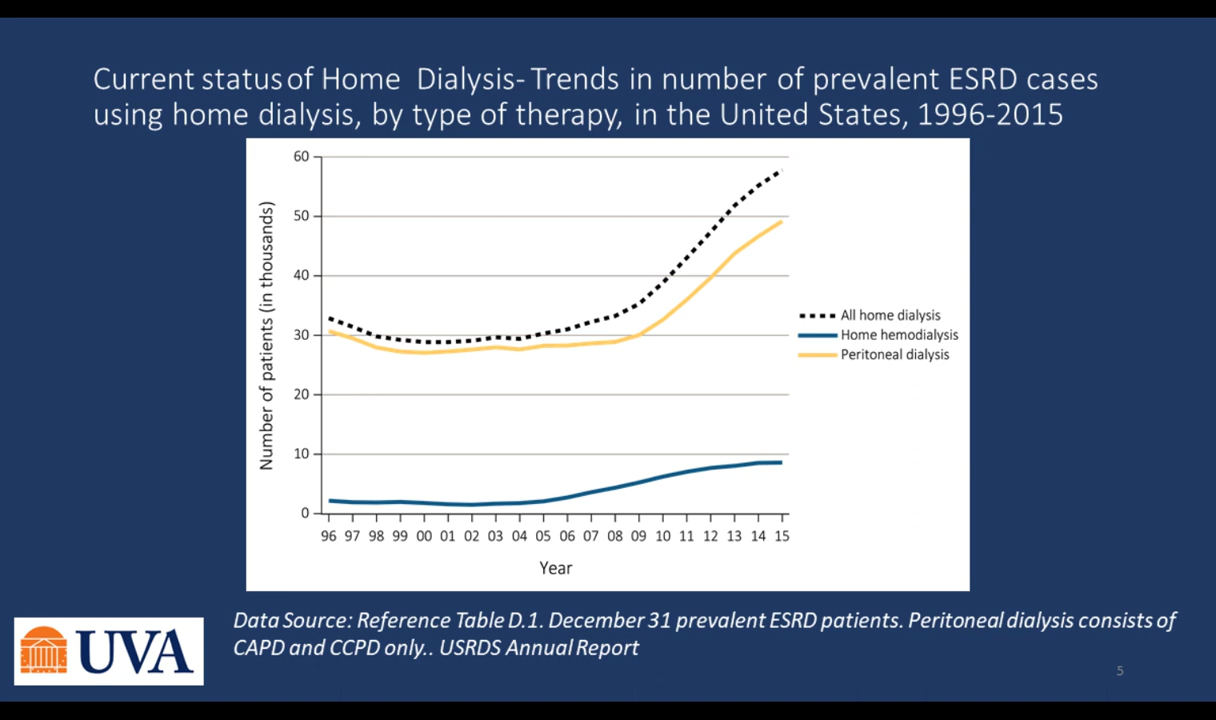 Current status of Home Dialysis- Trends in number of prevalent ESRD cases
using home dialysis, by type of therapy, in the United States, 1996-2015
Number of patients (in thousands)
60
50
40
30
20
10
0
96 97 98 99 00 01 02 03 04 05 06 07 08 09 10 11 12 13 14 15
Year
All home dialysis
Home hemodialysis
Peritoneal dialysis
Data Source: Reference Table D.1. December 31 prevalent ESRD patients. Peritoneal dialysis consists of
CAPD and CCPD only.. USRDS Annual Report
UVA
5